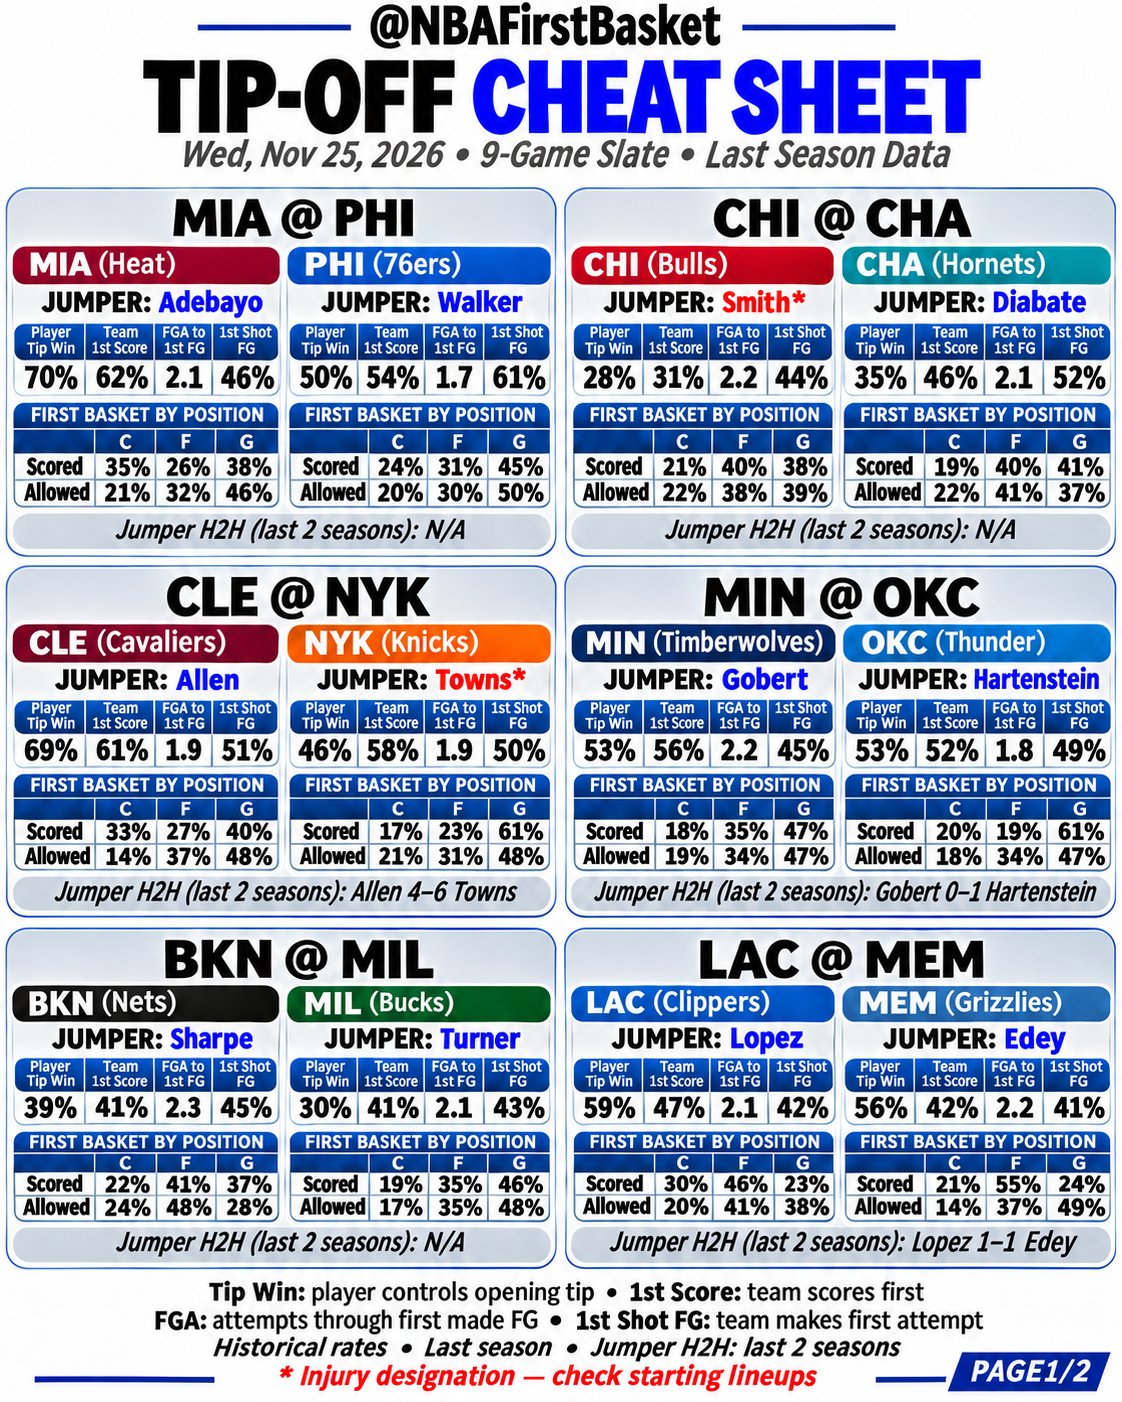 @NBAFirstBasket
TIP-OFF CHEAT SHEET
Wed, Nov 25, 2026 • 9-Game Slate • Last Season Data
MIA @ PHI
MIA (Heat) PHI (76ers)
JUMPER: Adebayo JUMPER: Walker
Player Tip Win Team 1st Score FGA to 1st FG 1st Shot FG Player Tip Win Team 1st Score FGA to 1st FG 1st Shot FG
70% 62% 2.1 46% 50% 54% 1.7 61%
FIRST BASKET BY POSITION FIRST BASKET BY POSITION
C F G C F G
Scored 35% 26% 38% Scored 24% 31% 45%
Allowed 21% 32% 46% Allowed 20% 30% 50%
Jumper H2H (last 2 seasons): N/A
CHI @ CHA
CHI (Bulls) CHA (Hornets)
JUMPER: Smith* JUMPER: Diabate
Player Tip Win Team 1st Score FGA to 1st FG 1st Shot FG Player Tip Win Team 1st Score FGA to 1st FG 1st Shot FG
28% 31% 2.2 44% 35% 46% 2.1 52%
FIRST BASKET BY POSITION FIRST BASKET BY POSITION
C F G C F G
Scored 21% 40% 38% Scored 19% 40% 41%
Allowed 22% 38% 39% Allowed 22% 41% 37%
Jumper H2H (last 2 seasons): N/A
CLE @ NYK
CLE (Cavaliers) NYK (Knicks)
JUMPER: Allen JUMPER: Towns*
Player Tip Win Team 1st Score FGA to 1st FG 1st Shot FG Player Tip Win Team 1st Score FGA to 1st FG 1st Shot FG
69% 61% 1.9 51% 46% 58% 1.9 50%
FIRST BASKET BY POSITION FIRST BASKET BY POSITION
C F G C F G
Scored 33% 27% 40% Scored 17% 23% 61%
Allowed 14% 37% 48% Allowed 21% 31% 48%
Jumper H2H (last 2 seasons): Allen 4–6 Towns
MIN @ OKC
MIN (Timberwolves) OKC (Thunder)
JUMPER: Gobert JUMPER: Hartenstein
Player Tip Win Team 1st Score FGA to 1st FG 1st Shot FG Player Tip Win Team 1st Score FGA to 1st FG 1st Shot FG
53% 56% 2.2 45% 53% 52% 1.8 49%
FIRST BASKET BY POSITION FIRST BASKET BY POSITION
C F G C F G
Scored 18% 35% 47% Scored 20% 19% 61%
Allowed 19% 34% 47% Allowed 18% 34% 47%
Jumper H2H (last 2 seasons): Gobert 0–1 Hartenstein
BKN @ MIL
BKN (Nets) MIL (Bucks)
JUMPER: Sharpe JUMPER: Turner
Player Tip Win Team 1st Score FGA to 1st FG 1st Shot FG Player Tip Win Team 1st Score FGA to 1st FG 1st Shot FG
39% 41% 2.3 45% 30% 41% 2.1 43%
FIRST BASKET BY POSITION FIRST BASKET BY POSITION
C F G C F G
Scored 22% 41% 37% Scored 19% 35% 46%
Allowed 24% 48% 28% Allowed 17% 35% 48%
Jumper H2H (last 2 seasons): N/A
LAC @ MEM
LAC (Clippers) MEM (Grizzlies)
JUMPER: Lopez JUMPER: Edey
Player Tip Win Team 1st Score FGA to 1st FG 1st Shot FG Player Tip Win Team 1st Score FGA to 1st FG 1st Shot FG
59% 47% 2.1 42% 56% 42% 2.2 41%
FIRST BASKET BY POSITION FIRST BASKET BY POSITION
C F G C F G
Scored 30% 46% 23% Scored 21% 55% 24%
Allowed 20% 41% 38% Allowed 14% 37% 49%
Jumper H2H (last 2 seasons): Lopez 1–1 Edey
Tip Win: player controls opening tip • 1st Score: team scores first
FGA: attempts through first made FG • 1st Shot FG: team makes first attempt
Historical rates • Last season • Jumper H2H: last 2 seasons
* Injury designation — check starting lineups
PAGE1/2